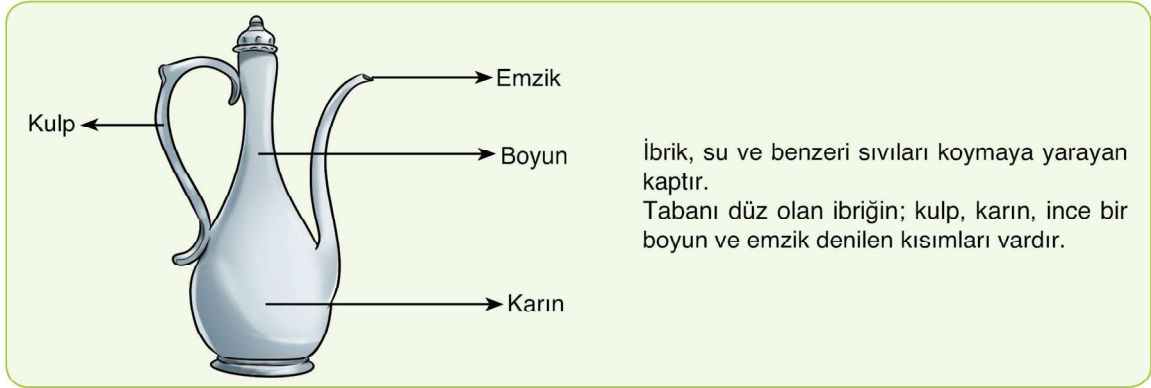 Emzik
Kulp
Boyun
Karın
İbrik, su ve benzeri sıvıları koymaya yarayan
kaptır.
Tabanı düz olan ibriğin; kulp, karın, ince bir
boyun ve emzik denilen kısımları vardır.